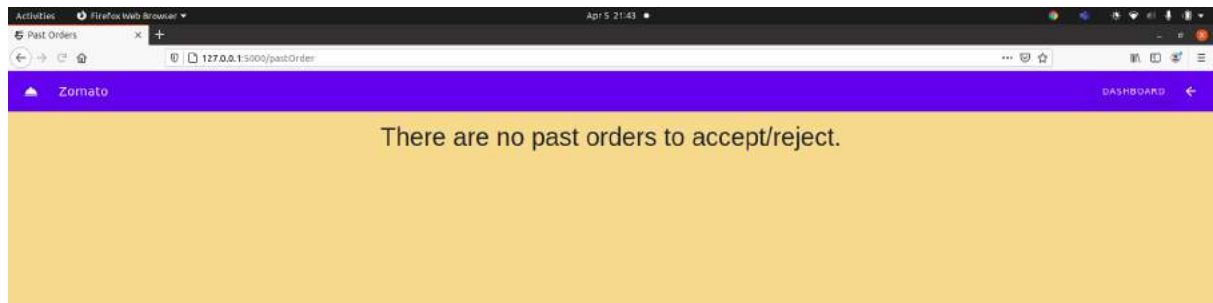 Activities Firefox Web Browser Apr 5 21:43
Past Orders
127.0.0.1:5000/pastOrder
Zomato DASHBOARD
There are no past orders to accept/reject.